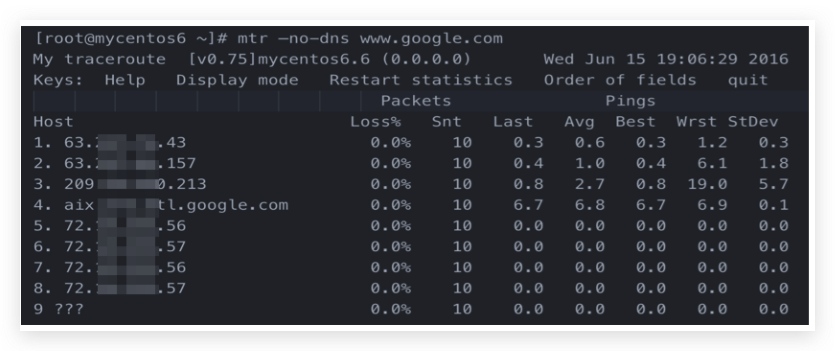 [root@mycentos6 ~]# mtr –no-dns www.google.com
My traceroute [v0.75]mycentos6.6 (0.0.0.0) Wed Jun 15 19:06:29 2016
Keys: Help Display mode Restart statistics Order of fields quit
Packets Pings
Host Loss% Snt Last Avg Best Wrst StDev
1. 63. .43 0.0% 10 0.3 0.6 0.3 1.2 0.3
2. 63. .157 0.0% 10 0.4 1.0 0.4 6.1 1.8
3. 209 0.213 0.0% 10 0.8 2.7 0.8 19.0 5.7
4. aix tl.google.com 0.0% 10 6.7 6.8 6.7 6.9 0.1
5. 72. .56 0.0% 10 0.0 0.0 0.0 0.0 0.0
6. 72. .57 0.0% 10 0.0 0.0 0.0 0.0 0.0
7. 72. .56 0.0% 10 0.0 0.0 0.0 0.0 0.0
8. 72. .57 0.0% 10 0.0 0.0 0.0 0.0 0.0
9 ??? 0.0% 10 0.0 0.0 0.0 0.0 0.0